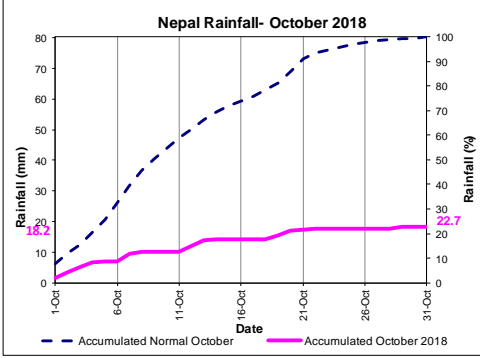 Nepal Rainfall- October 2018
80
70
60
50
40
30
20
10
0
18.2
Rainfall (mm)
100
90
80
70
60
50
40
30
20
10
0
22.7
Rainfall (%)
1-Oct
6-Oct
11-Oct
16-Oct
21-Oct
26-Oct
31-Oct
Date
Accumulated Normal October
Accumulated October 2018